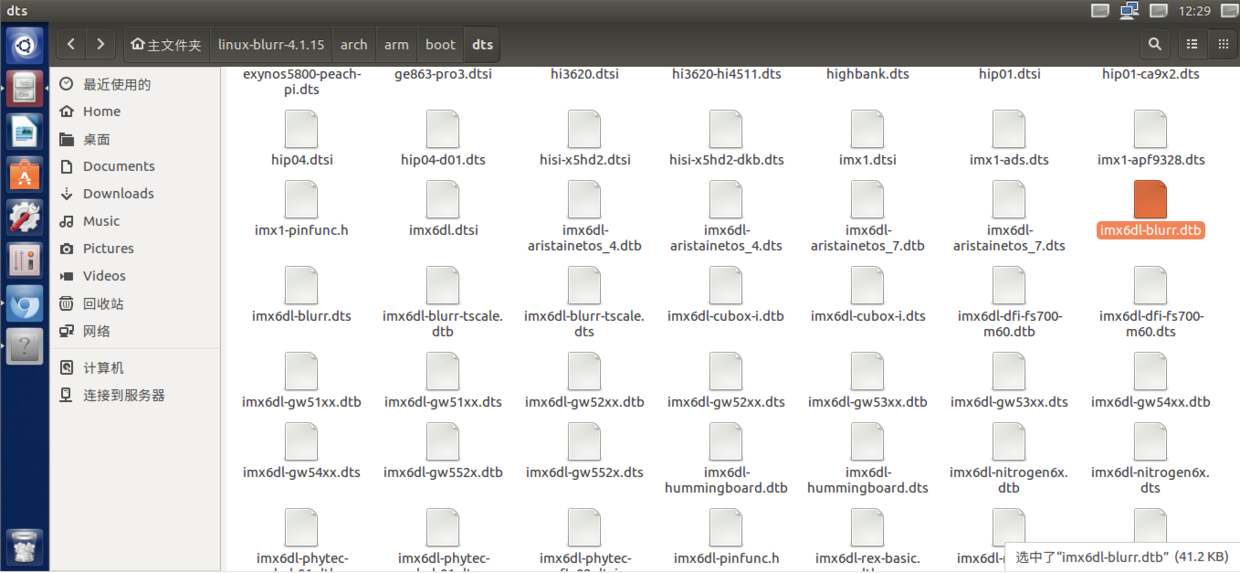 dts
12:29
主文件夹
linux-blurr-4.1.15
arch
arm
boot
dts
最近使用的
Home
桌面
Documents
Downloads
Music
Pictures
Videos
回收站
网络
计算机
连接到服务器
exynos5800-peach-
pi.dts
ge863-pro3.dtsi
hi3620.dtsi
hi3620-hi4511.dts
highbank.dts
hip01.dtsi
hip01-ca9x2.dts
hip04.dtsi
hip04-d01.dts
hisi-x5hd2.dtsi
hisi-x5hd2-dkb.dts
imx1.dtsi
imx1-ads.dts
imx1-apf9328.dts
imx1-pinfunc.h
imx6dl.dtsi
imx6dl-
aristainetos_4.dtb
imx6dl-
aristainetos_4.dts
imx6dl-
aristainetos_7.dtb
imx6dl-
aristainetos_7.dts
imx6dl-blurr.dtb
imx6dl-blurr.dts
imx6dl-blurr-tscale.
dtb
imx6dl-blurr-tscale.
dts
imx6dl-cubox-i.dtb
imx6dl-cubox-i.dts
imx6dl-dfi-fs700-
m60.dtb
imx6dl-dfi-fs700-
m60.dts
imx6dl-gw51xx.dtb
imx6dl-gw51xx.dts
imx6dl-gw52xx.dtb
imx6dl-gw52xx.dts
imx6dl-gw53xx.dtb
imx6dl-gw53xx.dts
imx6dl-gw54xx.dtb
imx6dl-gw54xx.dts
imx6dl-gw552x.dtb
imx6dl-gw552x.dts
imx6dl-
hummingboard.dtb
imx6dl-
hummingboard.dts
imx6dl-nitrogen6x.
dtb
imx6dl-nitrogen6x.
dts
imx6dl-phytec-
imx6dl-phytec-
imx6dl-phytec-
imx6dl-pinfunc.h
imx6dl-rex-basic.
选中了“imx6dl-blurr.dtb” (41.2 KB)